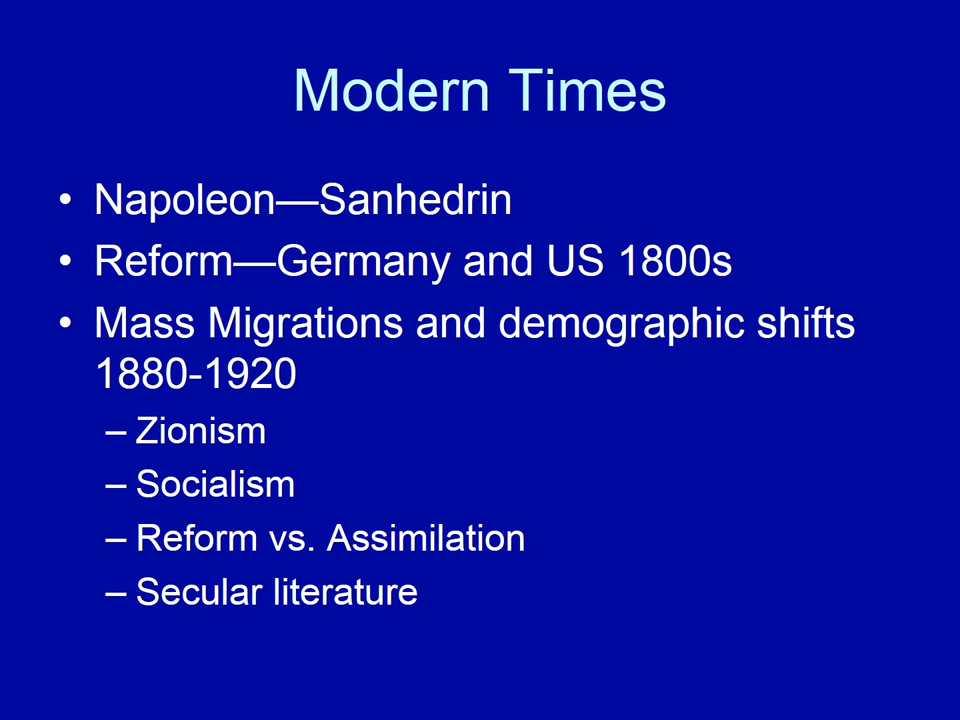 Modern Times
• Napoleon—Sanhedrin
• Reform—Germany and US 1800s
• Mass Migrations and demographic shifts
1880-1920
– Zionism
– Socialism
– Reform vs. Assimilation
– Secular literature